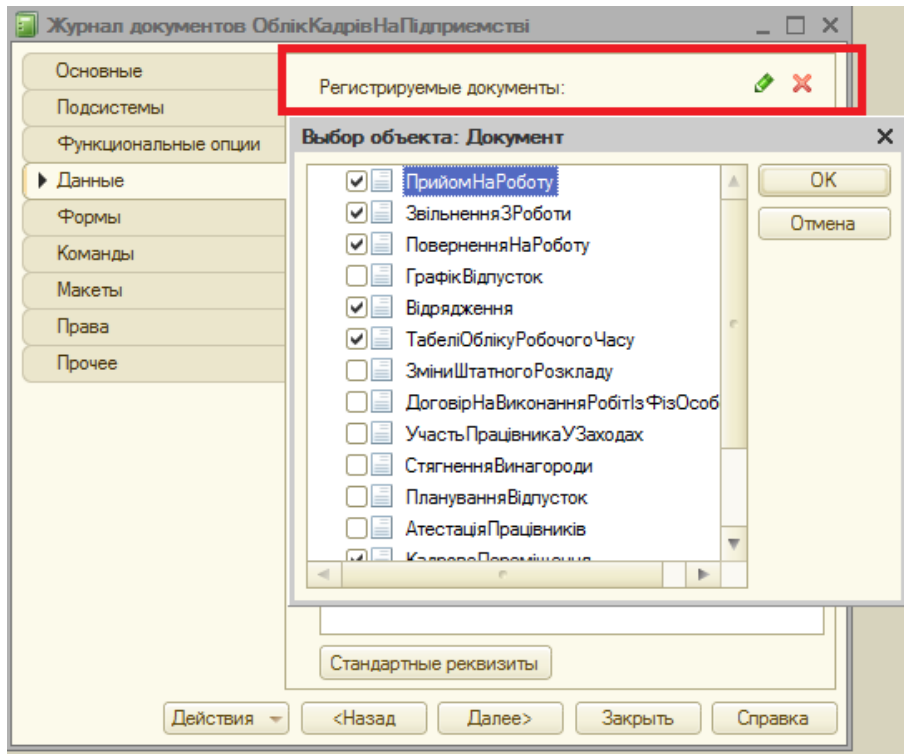 Журнал документов ОблікКадрівНаПідприємстві
Основные
Подсистемы
Функциональные опции
Данные
Формы
Команды
Макеты
Права
Прочее
Регистрируемые документы:
Выбор объекта: Документ
ПрийомНаРоботу
ЗвільненняЗРоботи
ПоверненняНаРоботу
ГрафікВідпусток
Відрядження
ТабеліОблікуРобочогоЧасу
ЗміниШтатногоРозкладу
ДоговірНаВиконанняРобітІзФізОсоб
УчастьПрацівникаУЗаходах
СтягненняВинагороди
ПлануванняВідпусток
АтестаціяПрацівників
КадровеПереміщення
OK
Отмена
Стандартные реквизиты
Действия
<Назад
Далее>
Закрыть
Справка